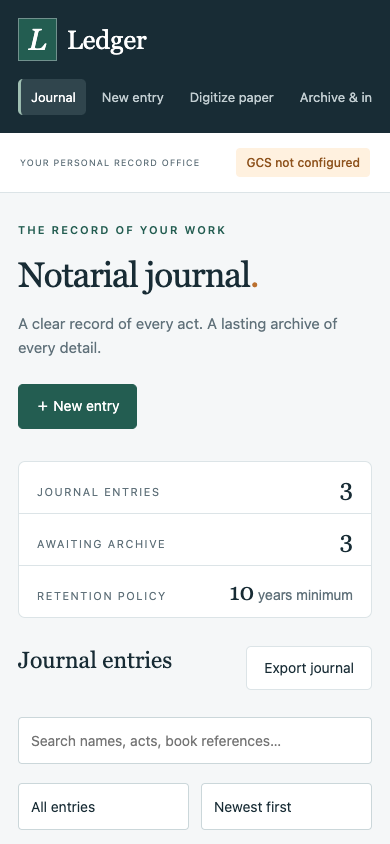 L Ledger
Journal New entry Digitize paper Archive & in
YOUR PERSONAL RECORD OFFICE GCS not configured
THE RECORD OF YOUR WORK
Notarial journal.
A clear record of every act. A lasting archive of
every detail.
+ New entry
JOURNAL ENTRIES 3
AWAITING ARCHIVE 3
RETENTION POLICY 10 years minimum
Journal entries Export journal
Search names, acts, book references...
All entries Newest first